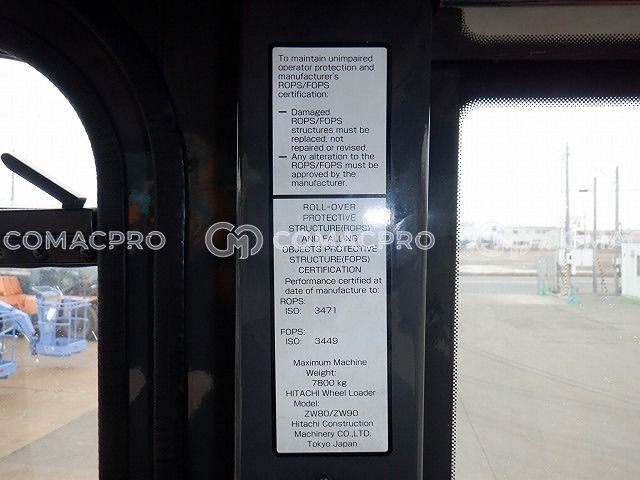 To maintain unimpaired
operator protection and
manufacturer's
ROPS/FOPS
certification:
— Damaged
ROPS/FOPS
structures must be
replaced, not
repaired or revised.
— Any alteration to the
ROPS/FOPS must be
approved by the
manufacturer.
ROLL-OVER
PROTECTIVE
STRUCTURE(ROPS)
AND FALLING
OBJECTS PROTECTIVE
STRUCTURE(FOPS)
CERTIFICATION
Performance certified at
date of manufacture to:
ROPS:
ISO: 3471
FOPS:
ISO: 3449
Maximum Machine
Weight:
7800 kg
HITACHI Wheel Loader
Model:
ZW80/ZW90
Hitachi Construction
Machinery CO.,LTD.
Tokyo Japan
COMACPRO COMACPRO